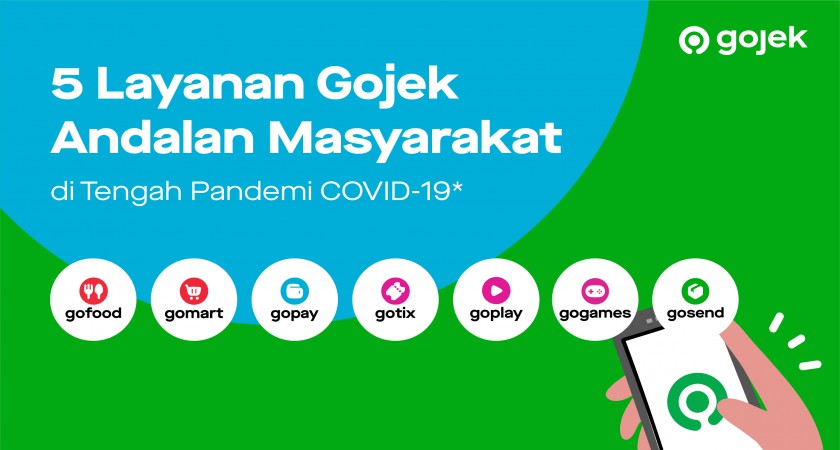 gojek
5 Layanan Gojek
Andalan Masyarakat
di Tengah Pandemi COVID-19*
gofood
gomart
gopay
gotix
goplay
gogames
gosend